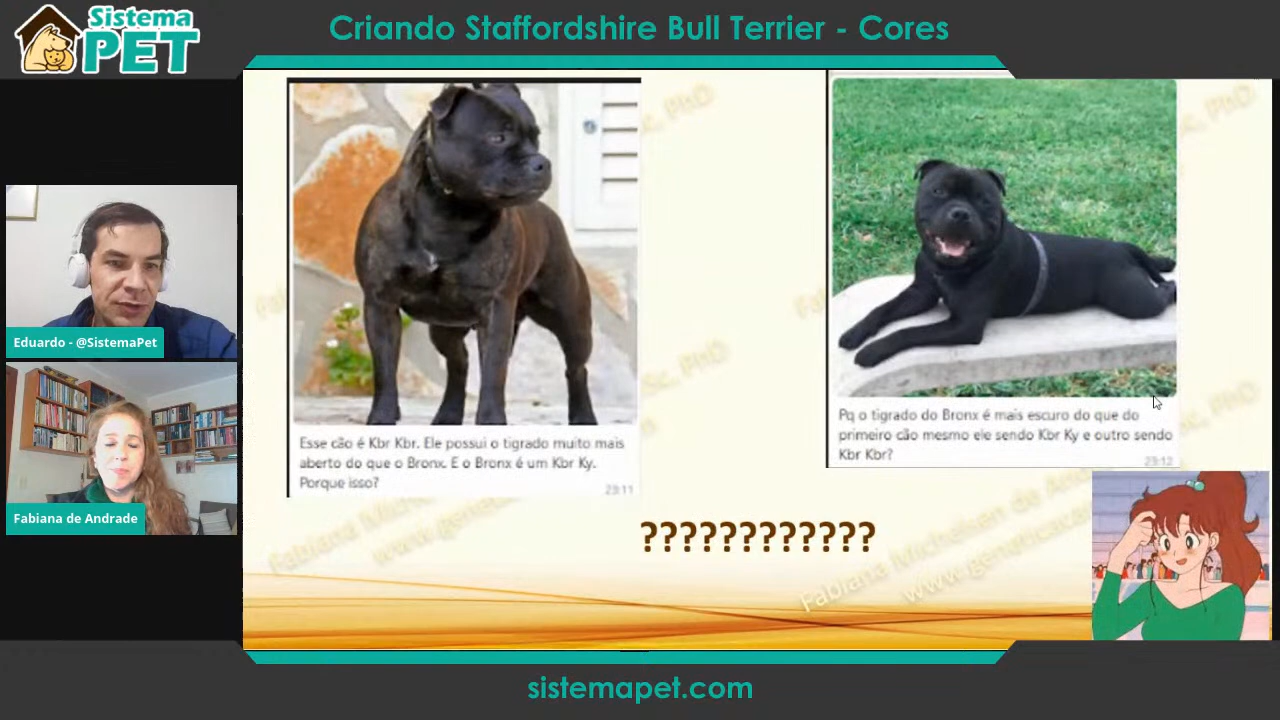 Sistema
PET
Criando Staffordshire Bull Terrier - Cores
Eduardo - @SistemaPet
Fabiana de Andrade
Esse cão é Kbr Kbr. Ele possui o tigrado muito mais
aberto do que o Bronx. E o Bronx é um Kbr Ky.
Porque isso?
23:11
Pq o tigrado do Bronx é mais escuro do que do
primeiro cão mesmo ele sendo Kbr Ky e outro sendo
Kbr Kbr?
23:12
????????????
sistemapet.com